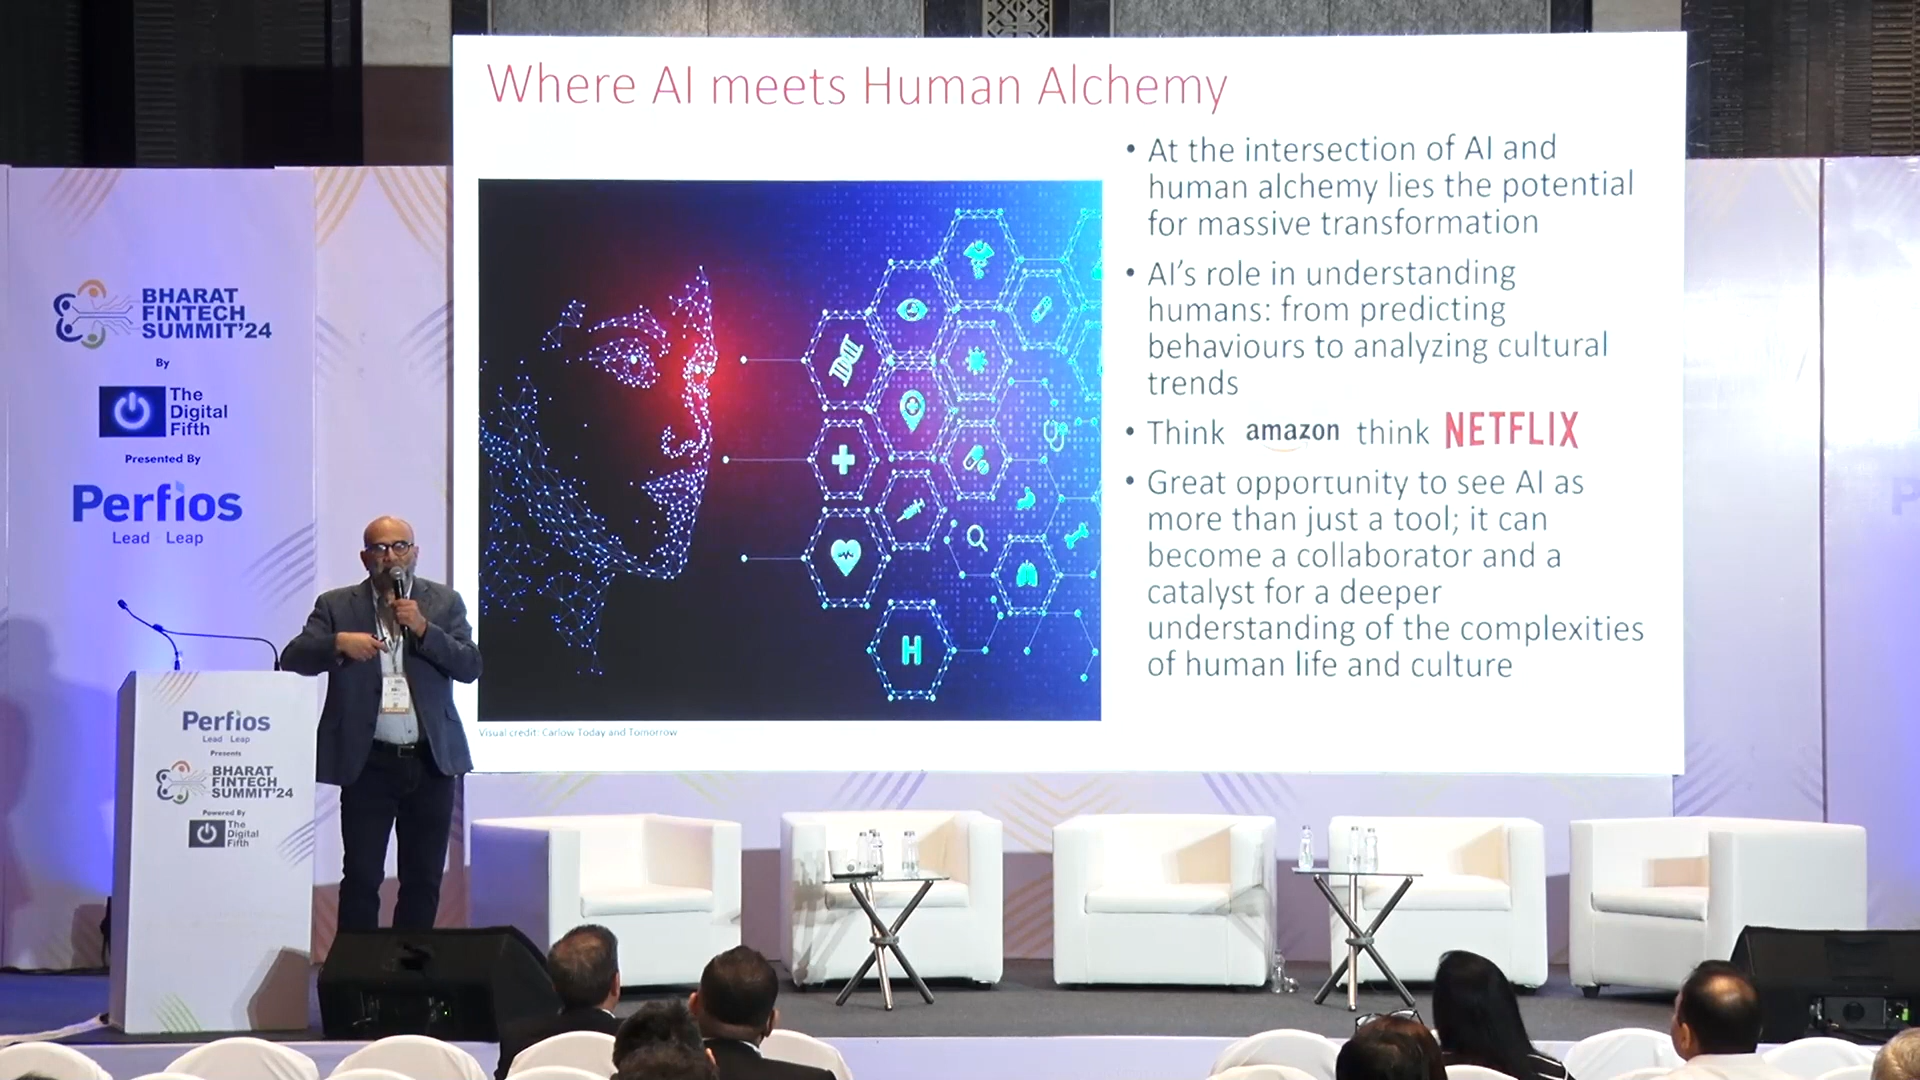 Where AI meets Human Alchemy
• At the intersection of AI and
human alchemy lies the potential
for massive transformation
• AI's role in understanding
humans: from predicting
behaviours to analyzing cultural
trends
• Think amazon think NETFLIX
• Great opportunity to see AI as
more than just a tool; it can
become a collaborator and a
catalyst for a deeper
understanding of the complexities
of human life and culture
H
Visual credit: Carlow Today and Tomorrow
BHARAT
FINTECH
SUMMIT'24
By
The
Digital
Fifth
Presented By
Perfios
Lead Leap
Perfios
Lead Leap
Presents
BHARAT
FINTECH
SUMMIT'24
Powered By
The
Digital
Fifth
P